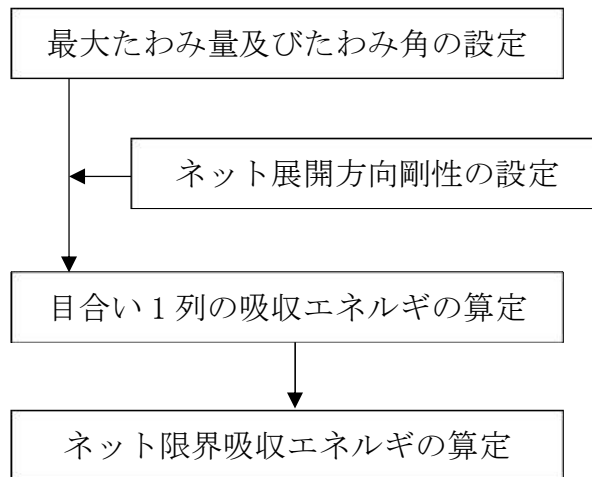 最大たわみ量及びたわみ角の設定
ネット展開方向剛性の設定
目合い1列の吸収エネルギの算定
ネット限界吸収エネルギの算定